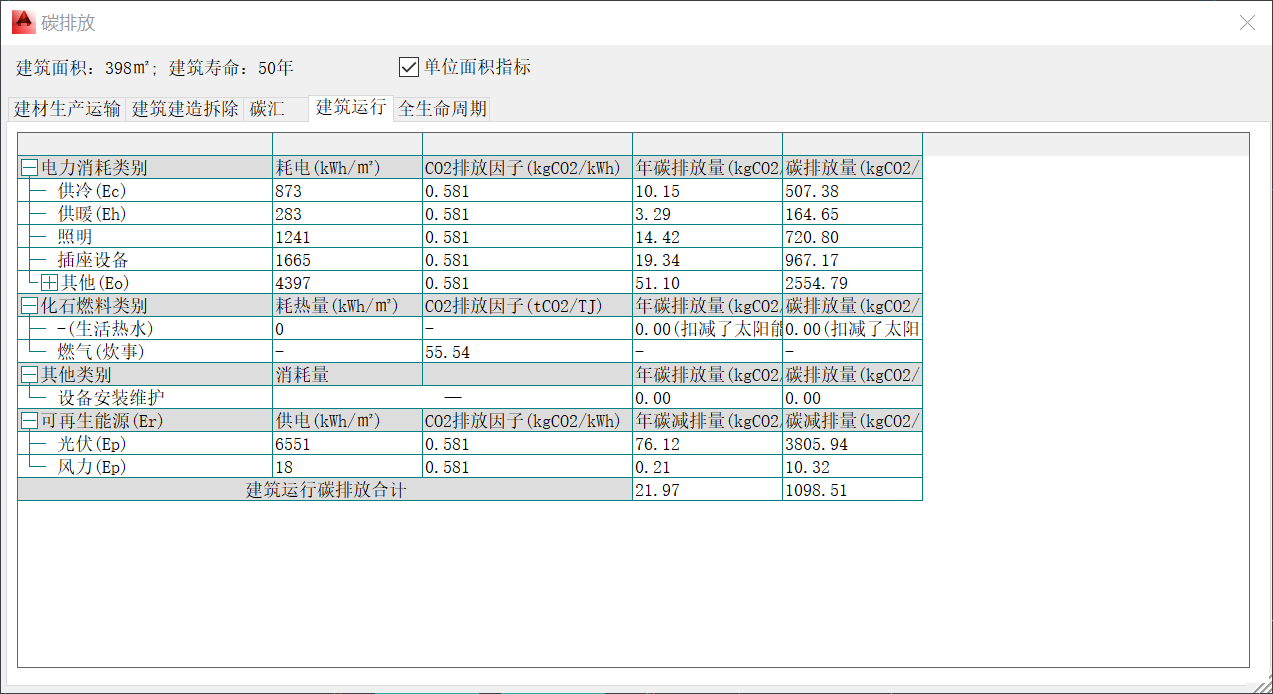 碳排放
建筑面积: 398㎡; 建筑寿命: 50年 单位面积指标
建材生产运输 建筑建造拆除 碳汇 建筑运行 全生命周期
电力消耗类别 耗电(kWh/㎡) CO2排放因子(kgCO2/kWh) 年碳排放量(kgCO2/ 碳排放量(kgCO2/
供冷(Ec) 873 0.581 10.15 507.38
供暖(Eh) 283 0.581 3.29 164.65
照明 1241 0.581 14.42 720.80
插座设备 1665 0.581 19.34 967.17
其他(Eo) 4397 0.581 51.10 2554.79
化石燃料类别 耗热量(kWh/㎡) CO2排放因子(tCO2/TJ) 年碳排放量(kgCO2/ 碳排放量(kgCO2/
-(生活热水) 0 - 0.00(扣减了太阳能 0.00(扣减了太阳
燃气(炊事) - 55.54 - -
其他类别 消耗量 年碳排放量(kgCO2/ 碳排放量(kgCO2/
设备安装维护 — 0.00 0.00
可再生能源(Er) 供电(kWh/㎡) CO2排放因子(kgCO2/kWh) 年碳减排量(kgCO2/ 碳减排量(kgCO2/
光伏(Ep) 6551 0.581 76.12 3805.94
风力(Ep) 18 0.581 0.21 10.32
建筑运行碳排放合计 21.97 1098.51